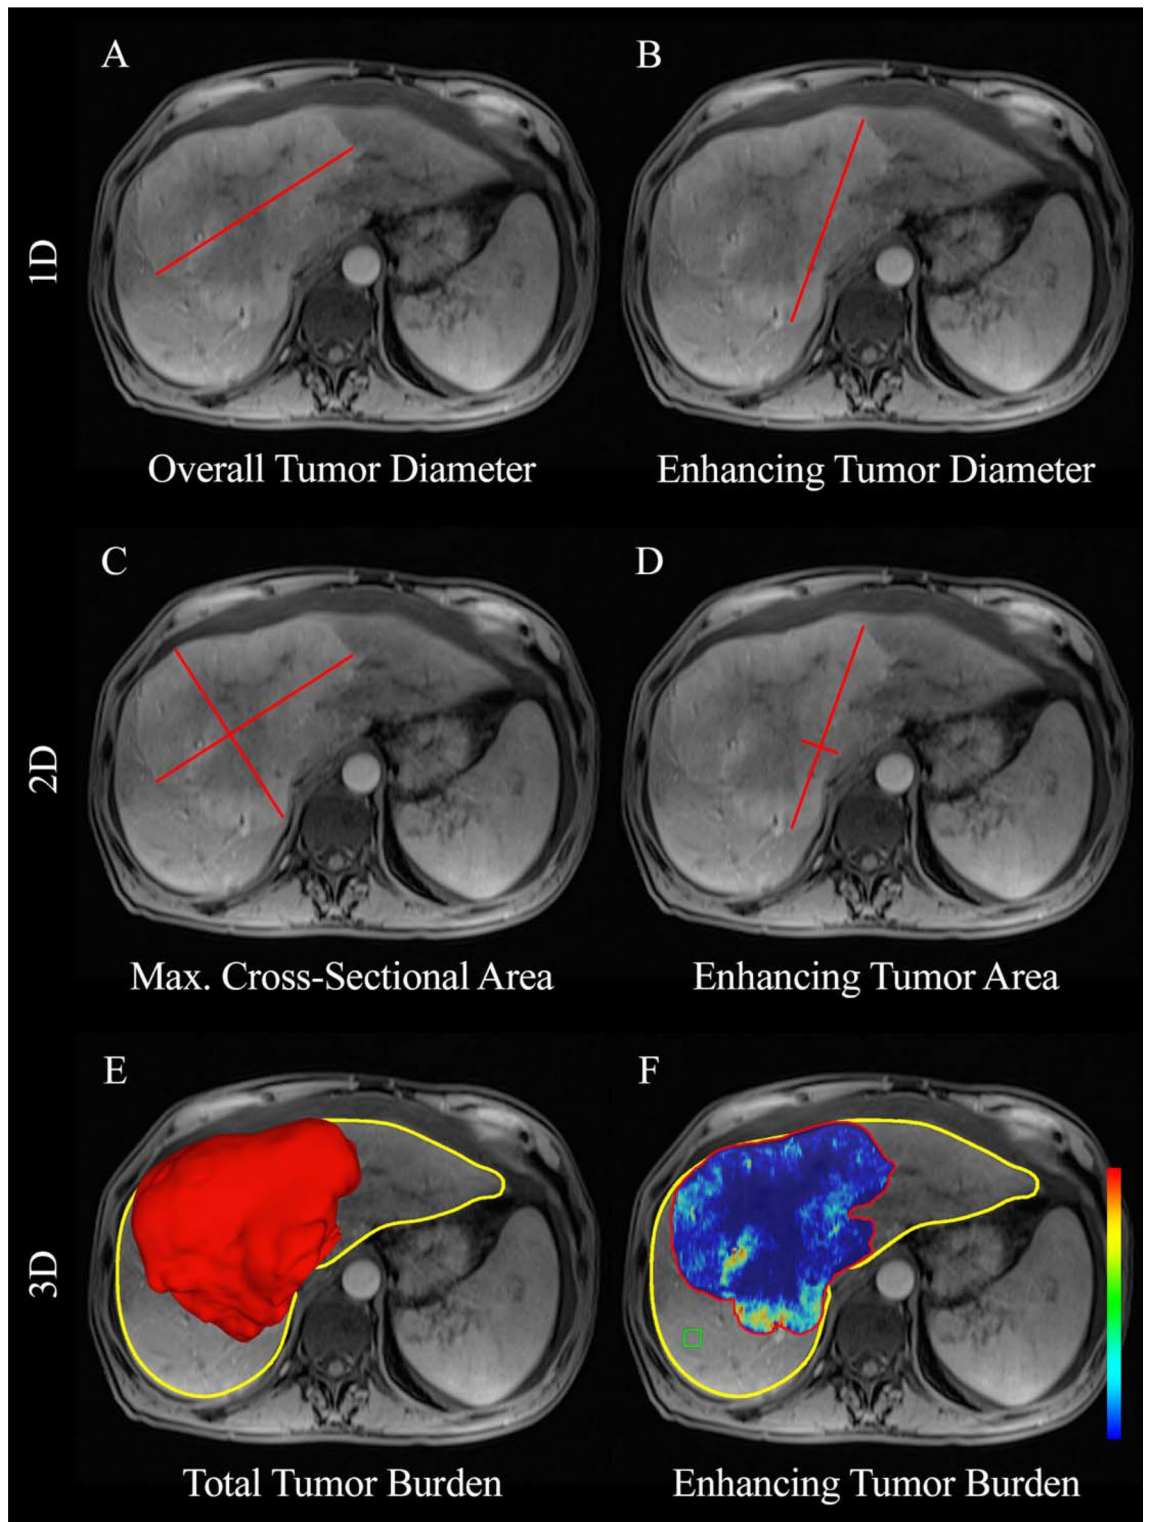 A
B
1D
Overall Tumor Diameter
Enhancing Tumor Diameter
C
D
2D
Max. Cross-Sectional Area
Enhancing Tumor Area
E
F
3D
Total Tumor Burden
Enhancing Tumor Burden